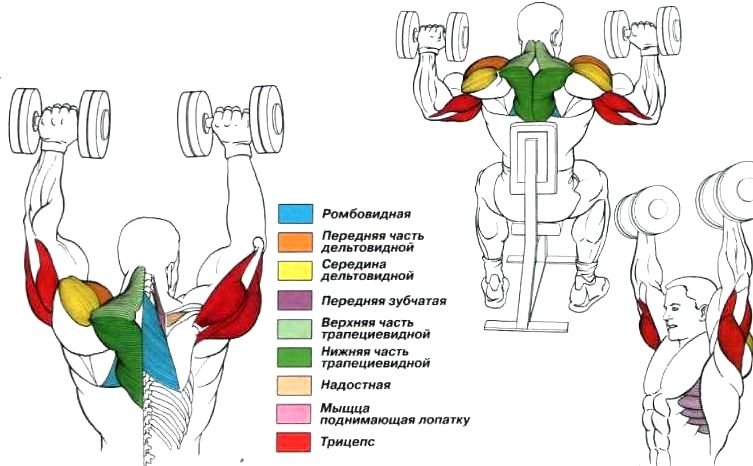 Ромбовидная
Передняя часть
дельтовидной
Середина
дельтовидной
Передняя зубчатая
Верхняя часть
трапециевидной
Нижняя часть
трапециевидной
Надостная
Мыщца
поднимающая лопатку
Трицепс